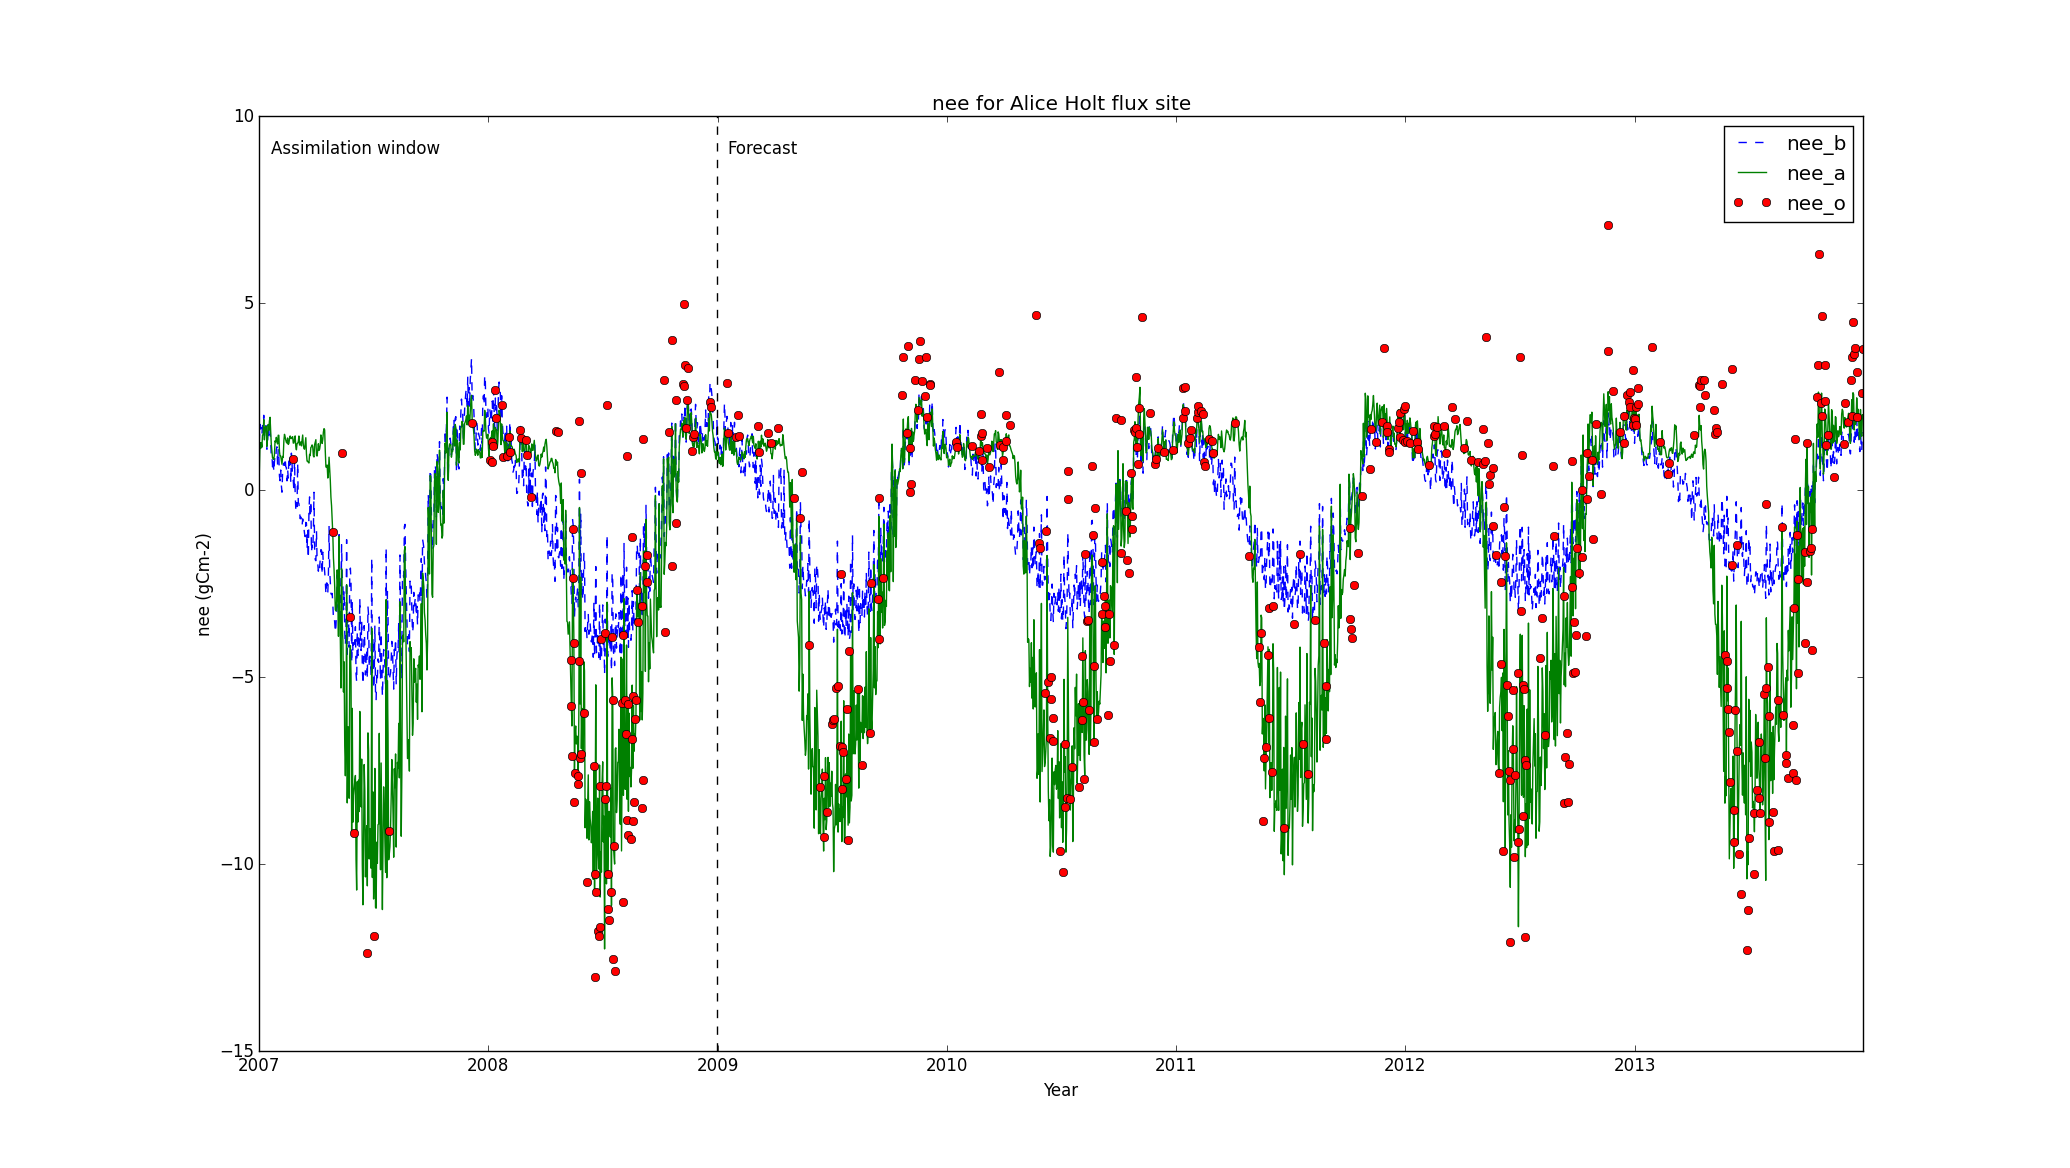 nee for Alice Holt flux site
Assimilation window
Forecast
nee_b
nee_a
nee_o
10
5
0
−5
−10
−15
nee (gCm-2)
2007 2008 2009 2010 2011 2012 2013
Year